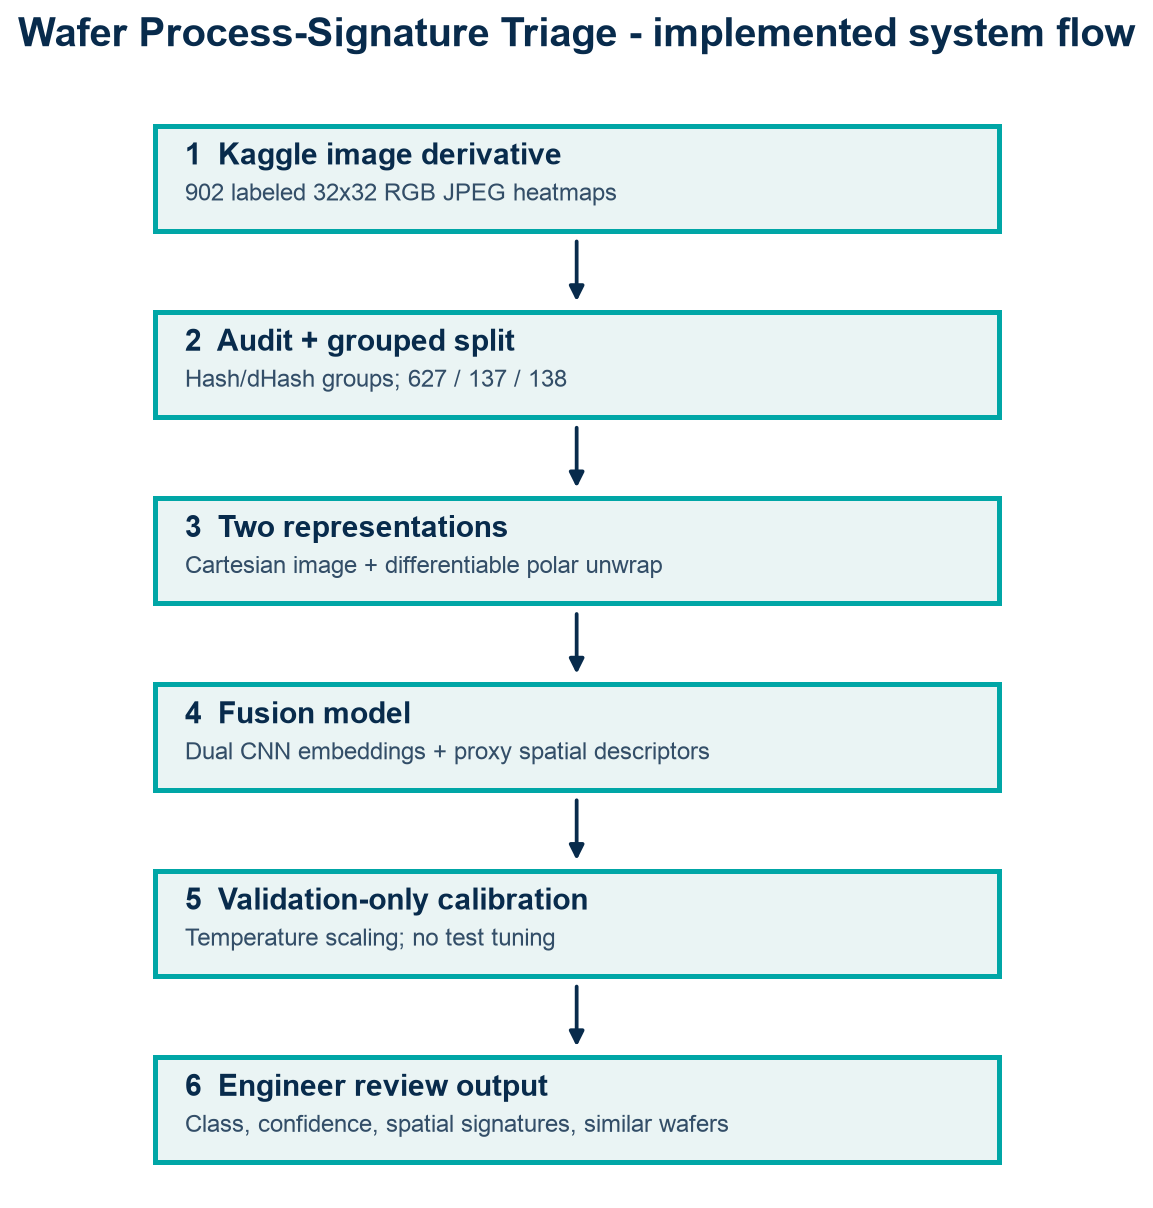 Wafer Process-Signature Triage - implemented system flow
1 Kaggle image derivative
902 labeled 32x32 RGB JPEG heatmaps
2 Audit + grouped split
Hash/dHash groups; 627 / 137 / 138
3 Two representations
Cartesian image + differentiable polar unwrap
4 Fusion model
Dual CNN embeddings + proxy spatial descriptors
5 Validation-only calibration
Temperature scaling; no test tuning
6 Engineer review output
Class, confidence, spatial signatures, similar wafers